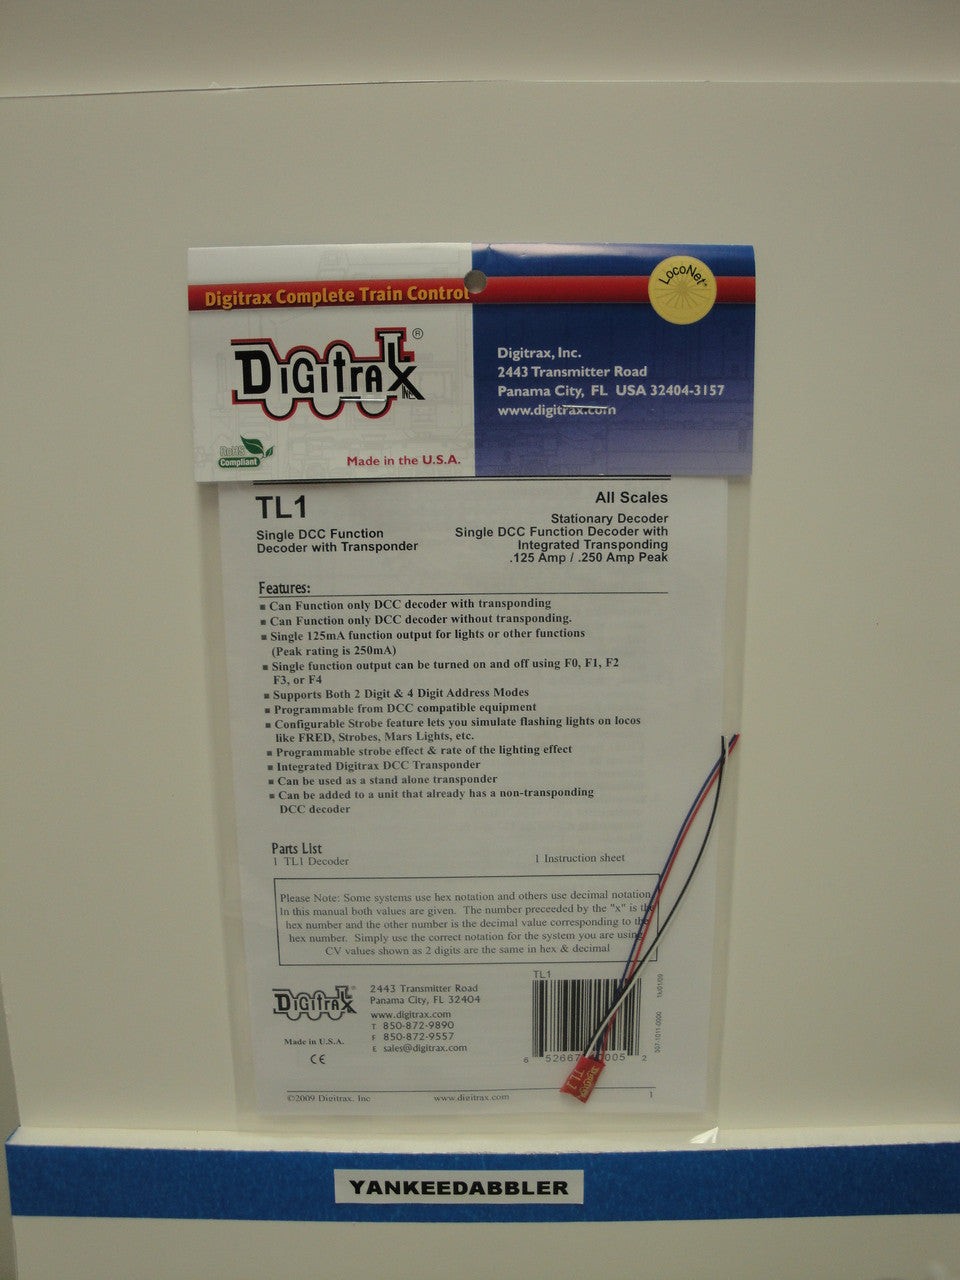 Digitrax Complete Train Control
DIGITRAX ®
INC
RoHS
Compliant
Made in the U.S.A.
LocoNet®
Digitrax, Inc.
2443 Transmitter Road
Panama City, FL USA 32404-3157
www.digitrax.com
TL1
Single DCC Function
Decoder with Transponder
All Scales
Stationary Decoder
Single DCC Function Decoder with
Integrated Transponding
.125 Amp / .250 Amp Peak
Features:
■ Can Function only DCC decoder with transponding
■ Can Function only DCC decoder without transponding.
■ Single 125mA function output for lights or other functions
(Peak rating is 250mA)
■ Single function output can be turned on and off using F0, F1, F2
F3, or F4
■ Supports Both 2 Digit & 4 Digit Address Modes
■ Programmable from DCC compatible equipment
■ Configurable Strobe feature lets you simulate flashing lights on locos
like FRED, Strobes, Mars Lights, etc.
■ Programmable strobe effect & rate of the lighting effect
■ Integrated Digitrax DCC Transponder
■ Can be used as a stand alone transponder
■ Can be added to a unit that already has a non-transponding
DCC decoder
Parts List
1 TL1 Decoder
1 Instruction sheet
Please Note: Some systems use hex notation and others use decimal notation
In this manual both values are given. The number preceeded by the "x" is the
hex number and the other number is the decimal value corresponding to the
hex number. Simply use the correct notation for the system you are using
CV values shown as 2 digits are the same in hex & decimal
DIGITRAX ®
Made in U.S.A.
CE
2443 Transmitter Road
Panama City, FL 32404
www.digitrax.com
T 850-872-9890
F 850-872-9557
E sales@digitrax.com
TL1
6 52667 005 2
307-1011-0000
©2009 Digitrax, Inc
www.digitrax.com
1
DIGITRAX
TL1
YANKEEDABBLER